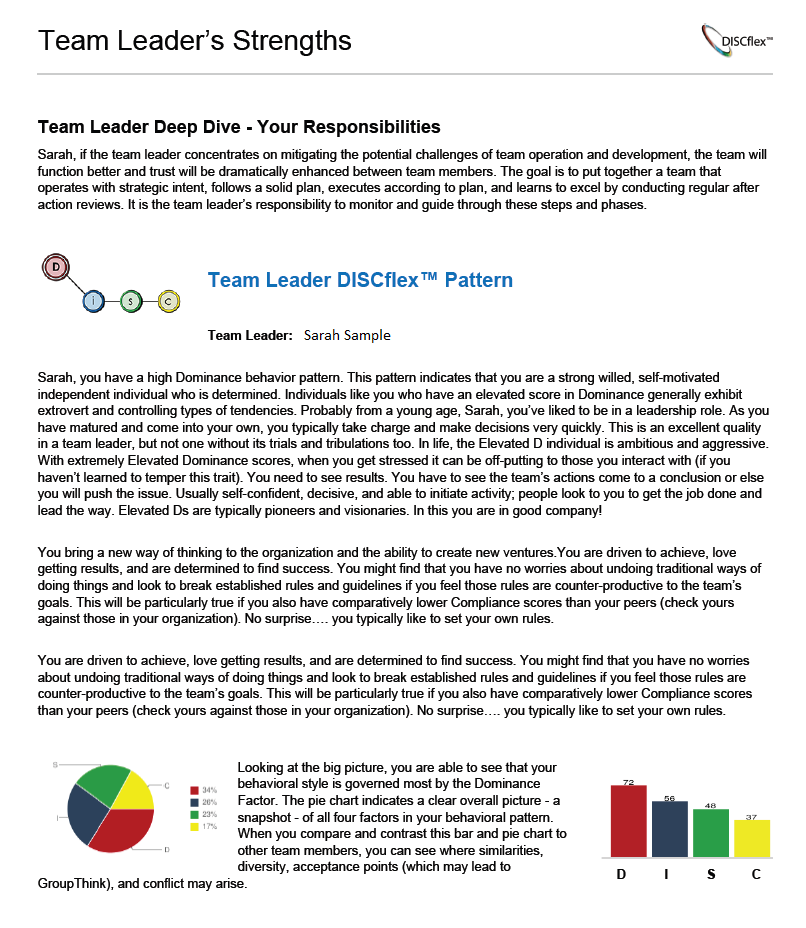 Team Leader’s Strengths
DISCflex™
Team Leader Deep Dive - Your Responsibilities
Sarah, if the team leader concentrates on mitigating the potential challenges of team operation and development, the team will
function better and trust will be dramatically enhanced between team members. The goal is to put together a team that
operates with strategic intent, follows a solid plan, executes according to plan, and learns to excel by conducting regular after
action reviews. It is the team leader’s responsibility to monitor and guide through these steps and phases.
D
i
s
c
Team Leader DISCflex™ Pattern
Team Leader: Sarah Sample
Sarah, you have a high Dominance behavior pattern. This pattern indicates that you are a strong willed, self-motivated
independent individual who is determined. Individuals like you who have an elevated score in Dominance generally exhibit
extrovert and controlling types of tendencies. Probably from a young age, Sarah, you’ve liked to be in a leadership role. As you
have matured and come into your own, you typically take charge and make decisions very quickly. This is an excellent quality
in a team leader, but not one without its trials and tribulations too. In life, the Elevated D individual is ambitious and aggressive.
With extremely Elevated Dominance scores, when you get stressed it can be off-putting to those you interact with (if you
haven’t learned to temper this trait). You need to see results. You have to see the team’s actions come to a conclusion or else
you will push the issue. Usually self-confident, decisive, and able to initiate activity; people look to you to get the job done and
lead the way. Elevated Ds are typically pioneers and visionaries. In this you are in good company!
You bring a new way of thinking to the organization and the ability to create new ventures.You are driven to achieve, love
getting results, and are determined to find success. You might find that you have no worries about undoing traditional ways of
doing things and look to break established rules and guidelines if you feel those rules are counter-productive to the team’s
goals. This will be particularly true if you also have comparatively lower Compliance scores than your peers (check yours
against those in your organization). No surprise…. you typically like to set your own rules.
You are driven to achieve, love getting results, and are determined to find success. You might find that you have no worries
about undoing traditional ways of doing things and look to break established rules and guidelines if you feel those rules are
counter-productive to the team’s goals. This will be particularly true if you also have comparatively lower Compliance scores
than your peers (check yours against those in your organization). No surprise…. you typically like to set your own rules.
S
C
I
D
34%
26%
23%
17%
Looking at the big picture, you are able to see that your
behavioral style is governed most by the Dominance
Factor. The pie chart indicates a clear overall picture - a
snapshot - of all four factors in your behavioral pattern.
When you compare and contrast this bar and pie chart to
other team members, you can see where similarities,
diversity, acceptance points (which may lead to
GroupThink), and conflict may arise.
72
56
48
37
D I S C